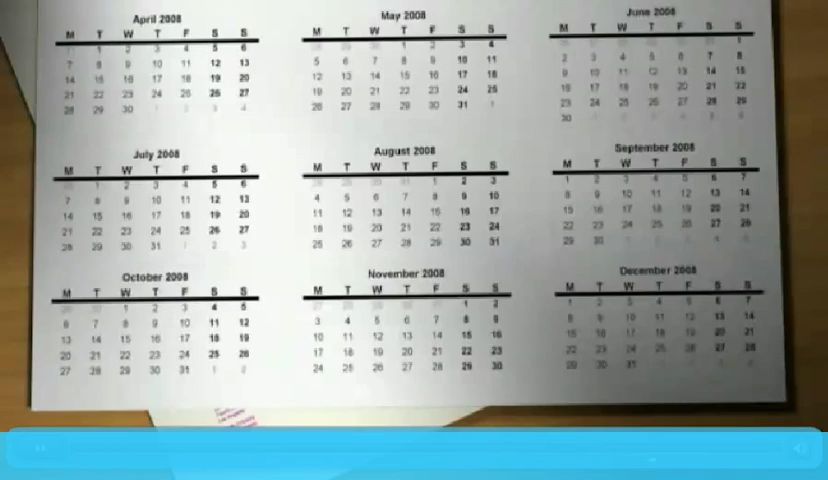 April 2008 May 2008 June 2008
M T W T F S S M T W T F S S M T W T F S S
1 2 3 4 5 6 1 2 3 4 1
7 8 9 10 11 12 13 5 6 7 8 9 10 11 2 3 4 5 6 7 8
14 15 16 17 18 19 20 12 13 14 15 16 17 18 9 10 11 12 13 14 15
21 22 23 24 25 26 27 19 20 21 22 23 24 25 16 17 18 19 20 21 22
28 29 30 1 2 3 4 26 27 28 29 30 31 1 23 24 25 26 27 28 29
30
July 2008 August 2008 September 2008
M T W T F S S M T W T F S S M T W T F S S
1 2 3 4 5 6 1 2 3 1 2 3 4 5 6 7
7 8 9 10 11 12 13 4 5 6 7 8 9 10 8 9 10 11 12 13 14
14 15 16 17 18 19 20 11 12 13 14 15 16 17 15 16 17 18 19 20 21
21 22 23 24 25 26 27 18 19 20 21 22 23 24 22 23 24 25 26 27 28
28 29 30 31 1 2 3 25 26 27 28 29 30 31 29 30
October 2008 November 2008 December 2008
M T W T F S S M T W T F S S M T W T F S S
1 2 3 4 5 1 2 1 2 3 4 5 6 7
6 7 8 9 10 11 12 3 4 5 6 7 8 9 8 9 10 11 12 13 14
13 14 15 16 17 18 19 10 11 12 13 14 15 16 15 16 17 18 19 20 21
20 21 22 23 24 25 26 17 18 19 20 21 22 23 22 23 24 25 26 27 28
27 28 29 30 31 1 2 24 25 26 27 28 29 30 29 30 31